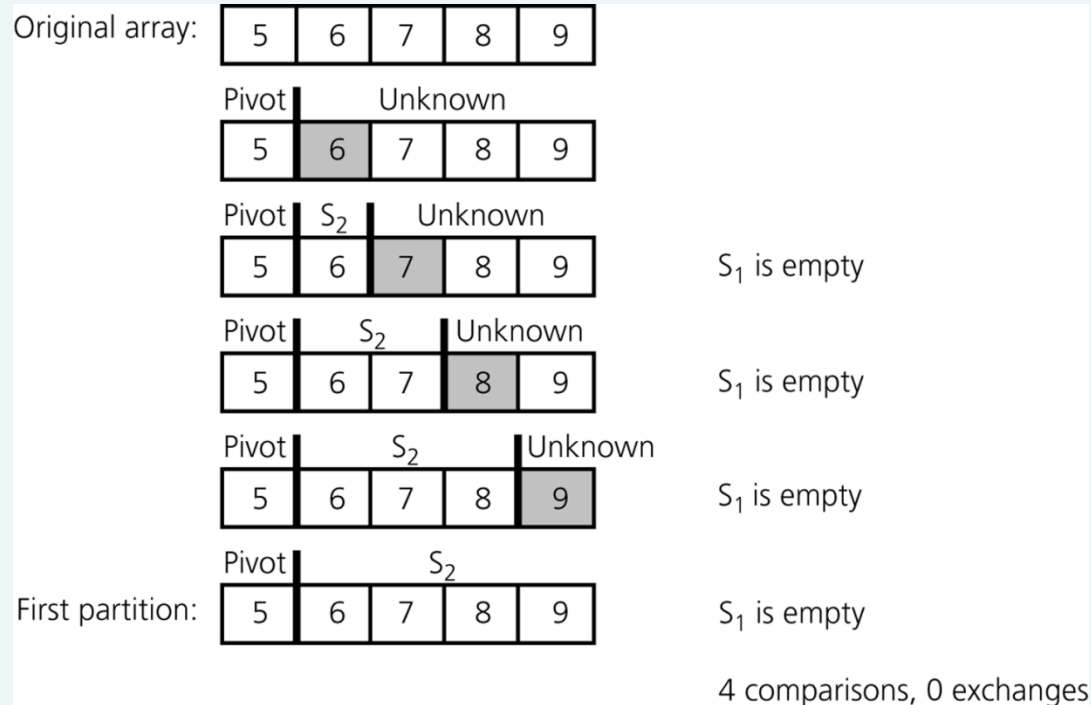 Original array: 5 6 7 8 9
Pivot Unknown
5 6 7 8 9
Pivot S₂ Unknown
5 6 7 8 9 S₁ is empty
Pivot S₂ Unknown
5 6 7 8 9 S₁ is empty
Pivot S₂ Unknown
5 6 7 8 9 S₁ is empty
Pivot S₂
First partition: 5 6 7 8 9 S₁ is empty
4 comparisons, 0 exchanges